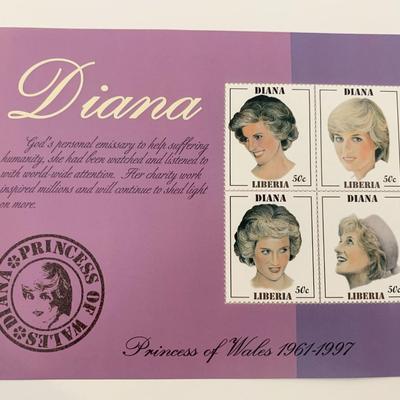 Diana
God's personal emissary to help suffering
humanity, she had been watched and listened to
with world-wide attention. Her charity work
inspired millions and will continue to shed light
on more.
DIANA PRINCESS OF WALES
DIANA
50c
LIBERIA
DIANA
50c
LIBERIA
DIANA
50c
LIBERIA
DIANA
50c
LIBERIA
Princess of Wales 1961-1997